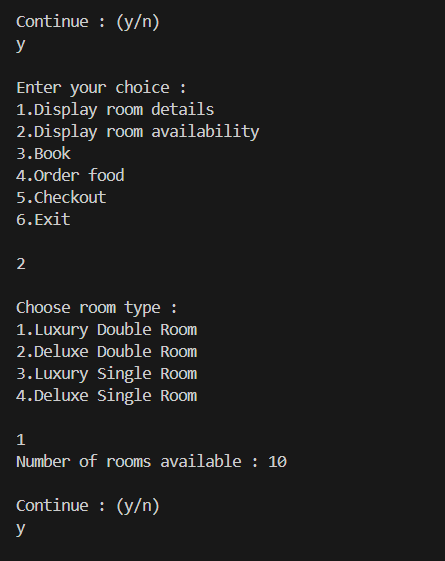 Continue : (y/n)
y
Enter your choice :
1.Display room details
2.Display room availability
3.Book
4.Order food
5.Checkout
6.Exit
2
Choose room type :
1.Luxury Double Room
2.Deluxe Double Room
3.Luxury Single Room
4.Deluxe Single Room
1
Number of rooms available : 10
Continue : (y/n)
y